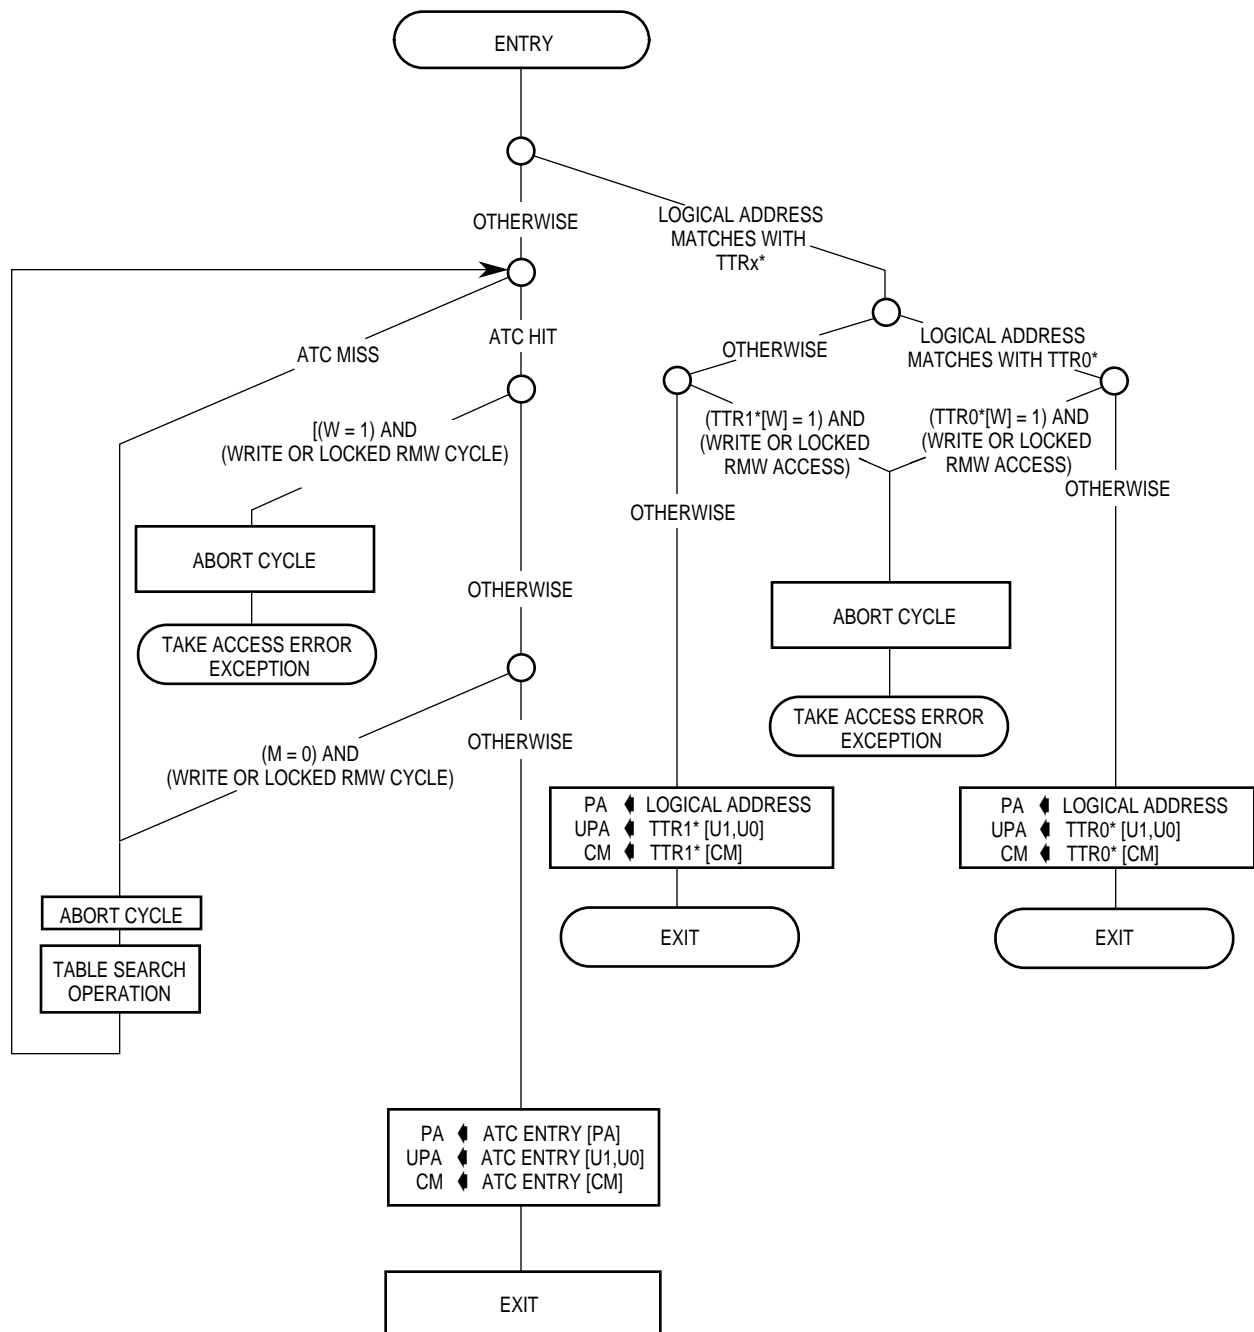 ENTRY
OTHERWISE
LOGICAL ADDRESS
MATCHES WITH
TTRx*
ATC MISS
ATC HIT
OTHERWISE
LOGICAL ADDRESS
MATCHES WITH TTR0*
[(W = 1) AND
(WRITE OR LOCKED RMW CYCLE)
(TTR1*[W] = 1) AND
(WRITE OR LOCKED
RMW ACCESS)
(TTR0*[W] = 1) AND
(WRITE OR LOCKED
RMW ACCESS)
OTHERWISE
OTHERWISE
ABORT CYCLE
TAKE ACCESS ERROR
EXCEPTION
OTHERWISE
ABORT CYCLE
TAKE ACCESS ERROR
EXCEPTION
(M = 0) AND
(WRITE OR LOCKED RMW CYCLE)
OTHERWISE
PA LOGICAL ADDRESS
UPA TTR1* [U1,U0]
CM TTR1* [CM]
PA LOGICAL ADDRESS
UPA TTR0* [U1,U0]
CM TTR0* [CM]
ABORT CYCLE
TABLE SEARCH
OPERATION
EXIT
EXIT
PA ATC ENTRY [PA]
UPA ATC ENTRY [U1,U0]
CM ATC ENTRY [CM]
EXIT